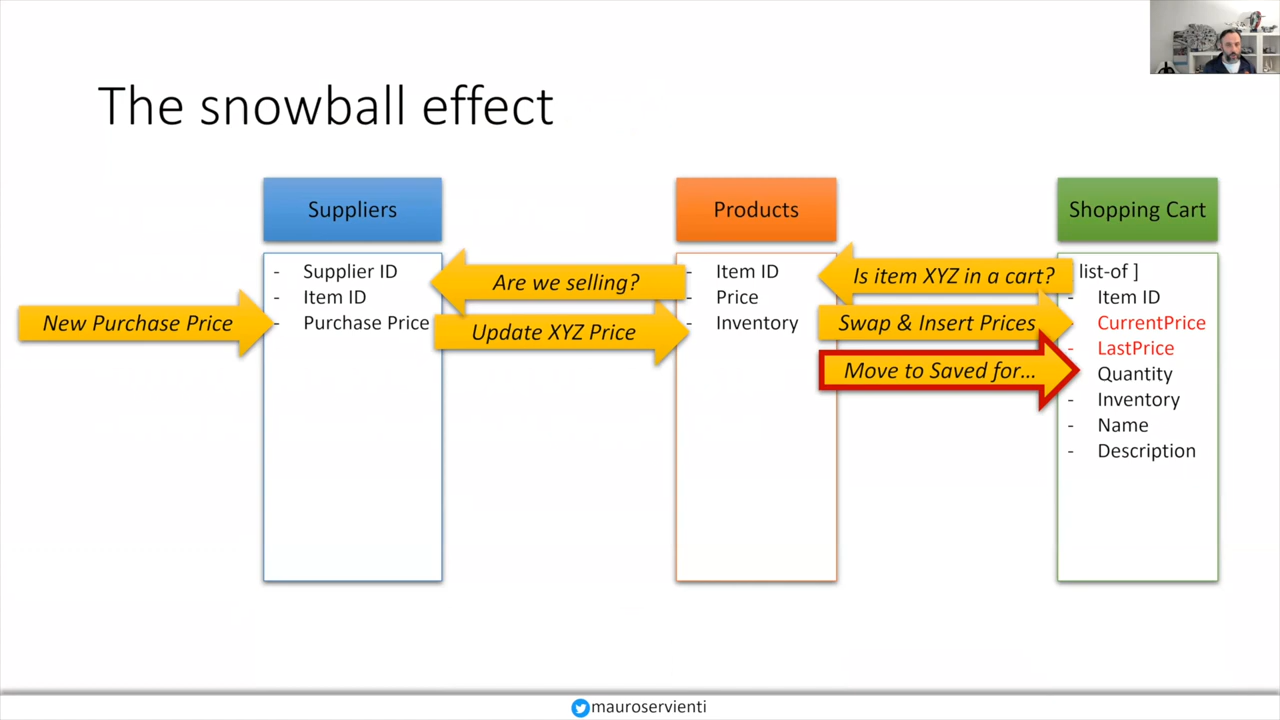 The snowball effect
Suppliers
- Supplier ID
- Item ID
- Purchase Price
New Purchase Price
Are we selling?
Update XYZ Price
Products
- Item ID
Price
Inventory
Is item XYZ in a cart?
Swap & Insert Prices
Move to Saved for...
Shopping Cart
list-of ]
- Item ID
- CurrentPrice
- LastPrice
Quantity
- Inventory
- Name
- Description
mauroservienti